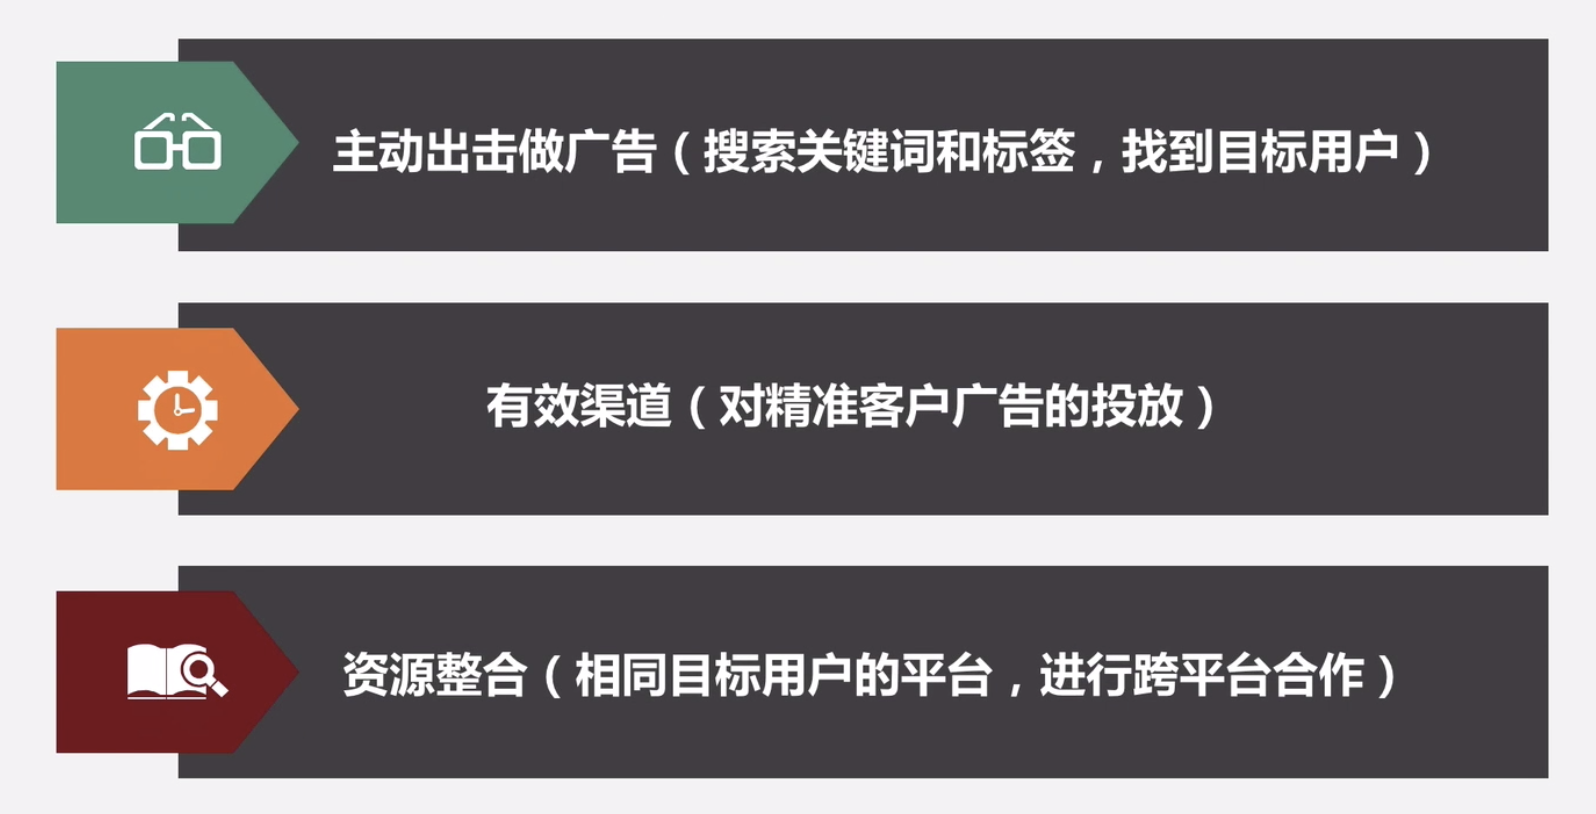 主动出击做广告（搜索关键词和标签，找到目标用户）
有效渠道（对精准客户广告的投放）
资源整合（相同目标用户的平台，进行跨平台合作）